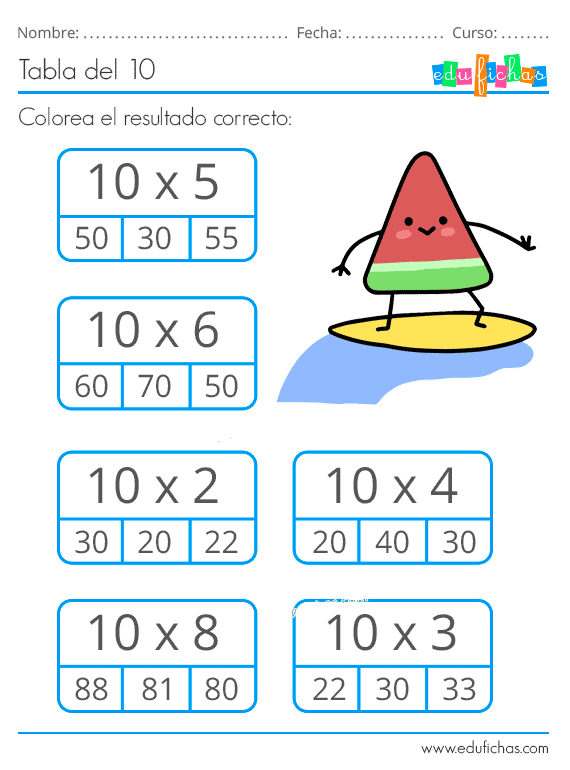 Nombre: ................................ Fecha: ............... Curso: ........
Tabla del 10
edufichas
Colorea el resultado correcto:
10 x 5
50 30 55
10 x 6
60 70 50
10 x 2
30 20 22
10 x 4
20 40 30
10 x 8
88 81 80
10 x 3
22 30 33
www.edufichas.com